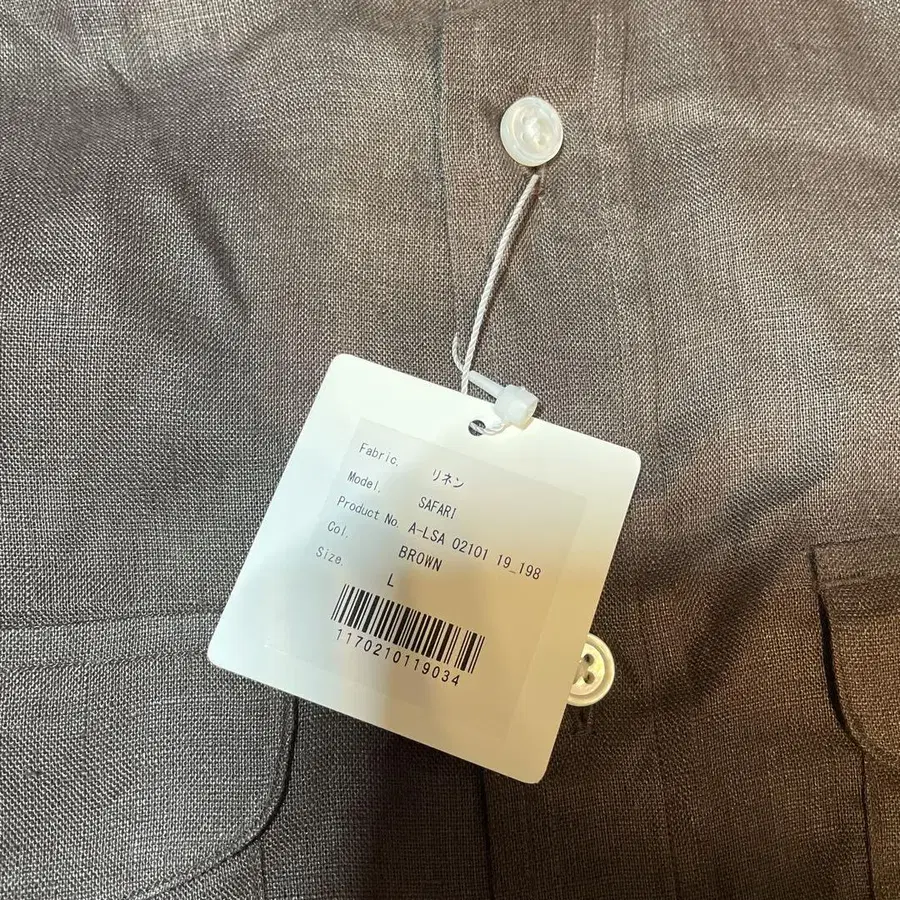 Fabric. リネン
Model. SAFARI
Product No. A-LSA 02101 19_198
Col. BROWN
Size. L
1170210119034